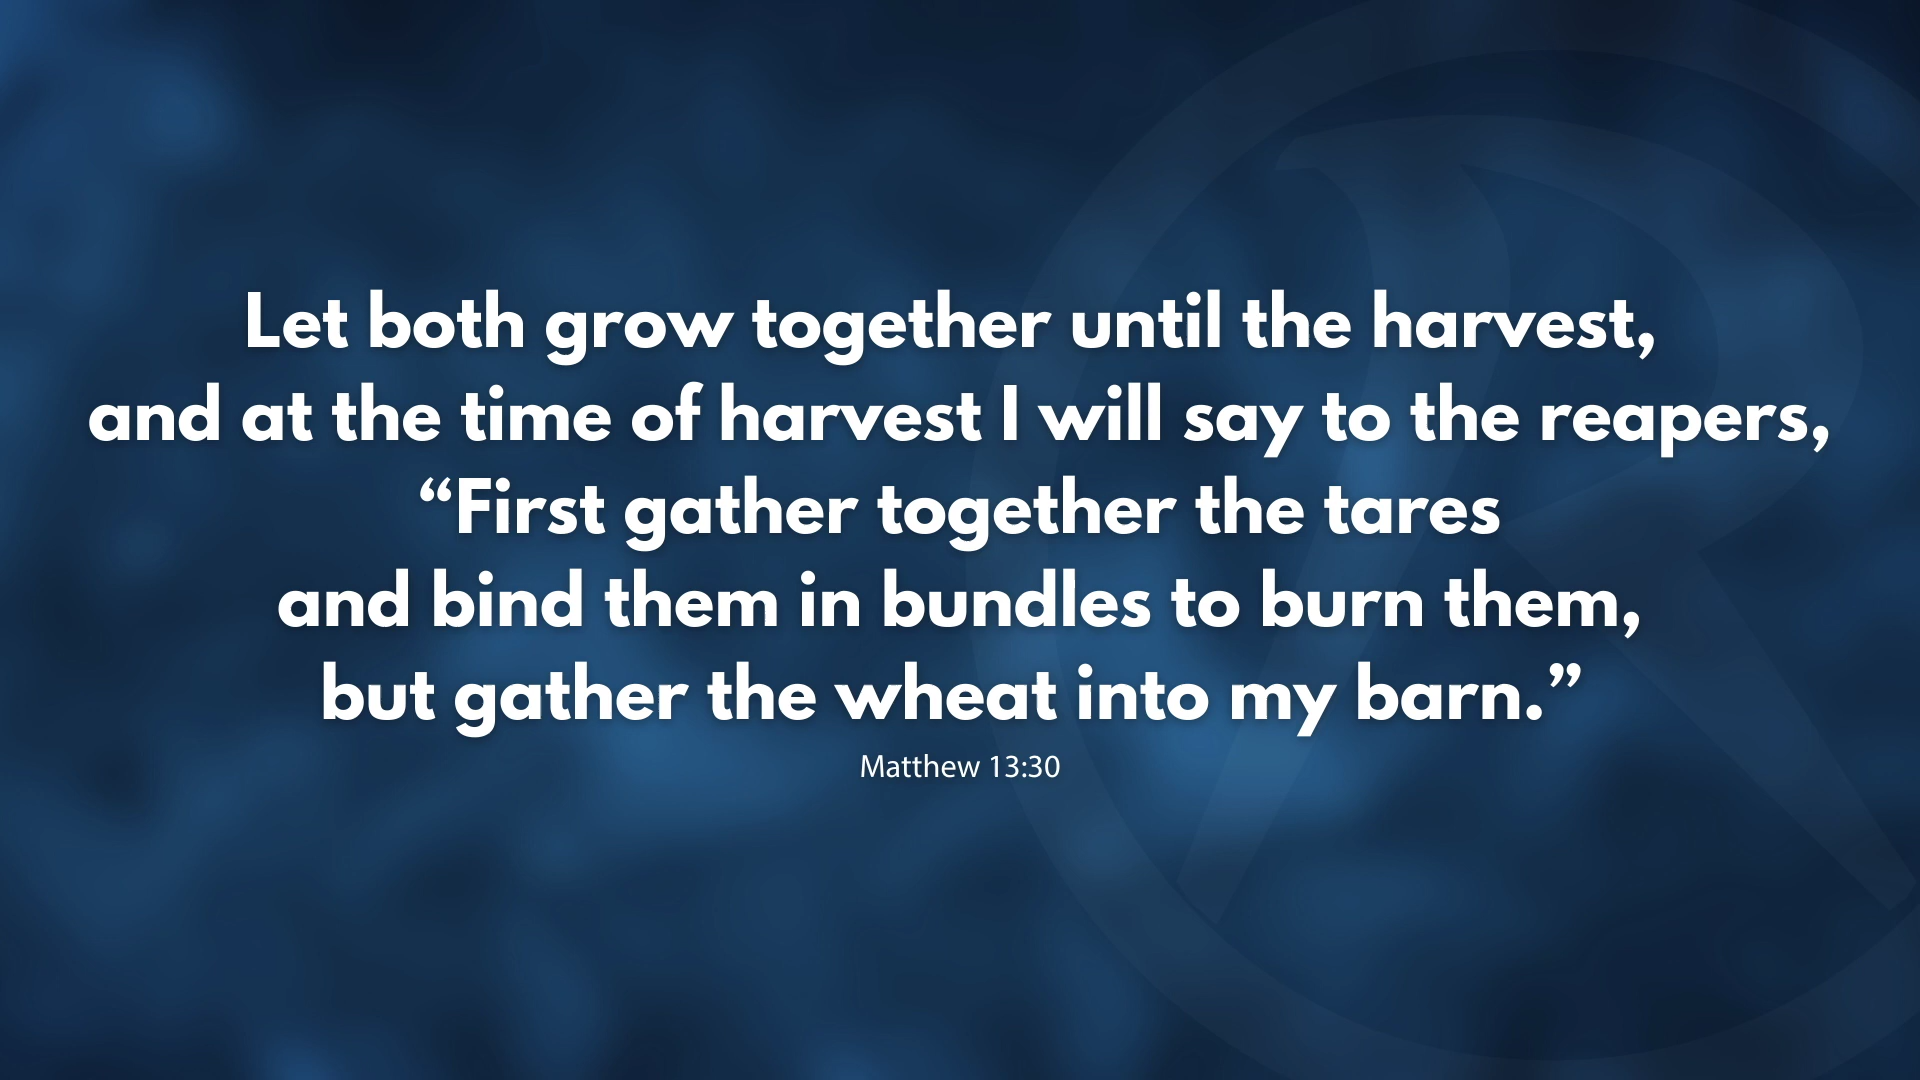 Let both grow together until the harvest,
and at the time of harvest I will say to the reapers,
“First gather together the tares
and bind them in bundles to burn them,
but gather the wheat into my barn.”
Matthew 13:30